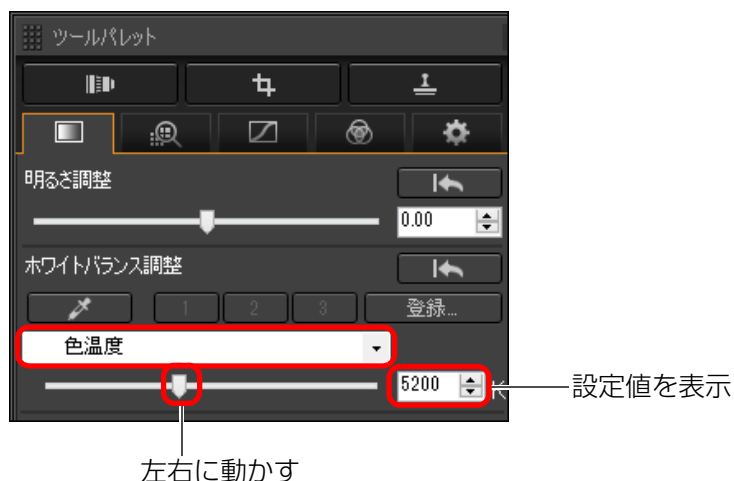 ツールパレット
明るさ調整
0.00
ホワイトバランス調整
1 2 3 登録...
色温度
5200 K
設定値を表示
左右に動かす